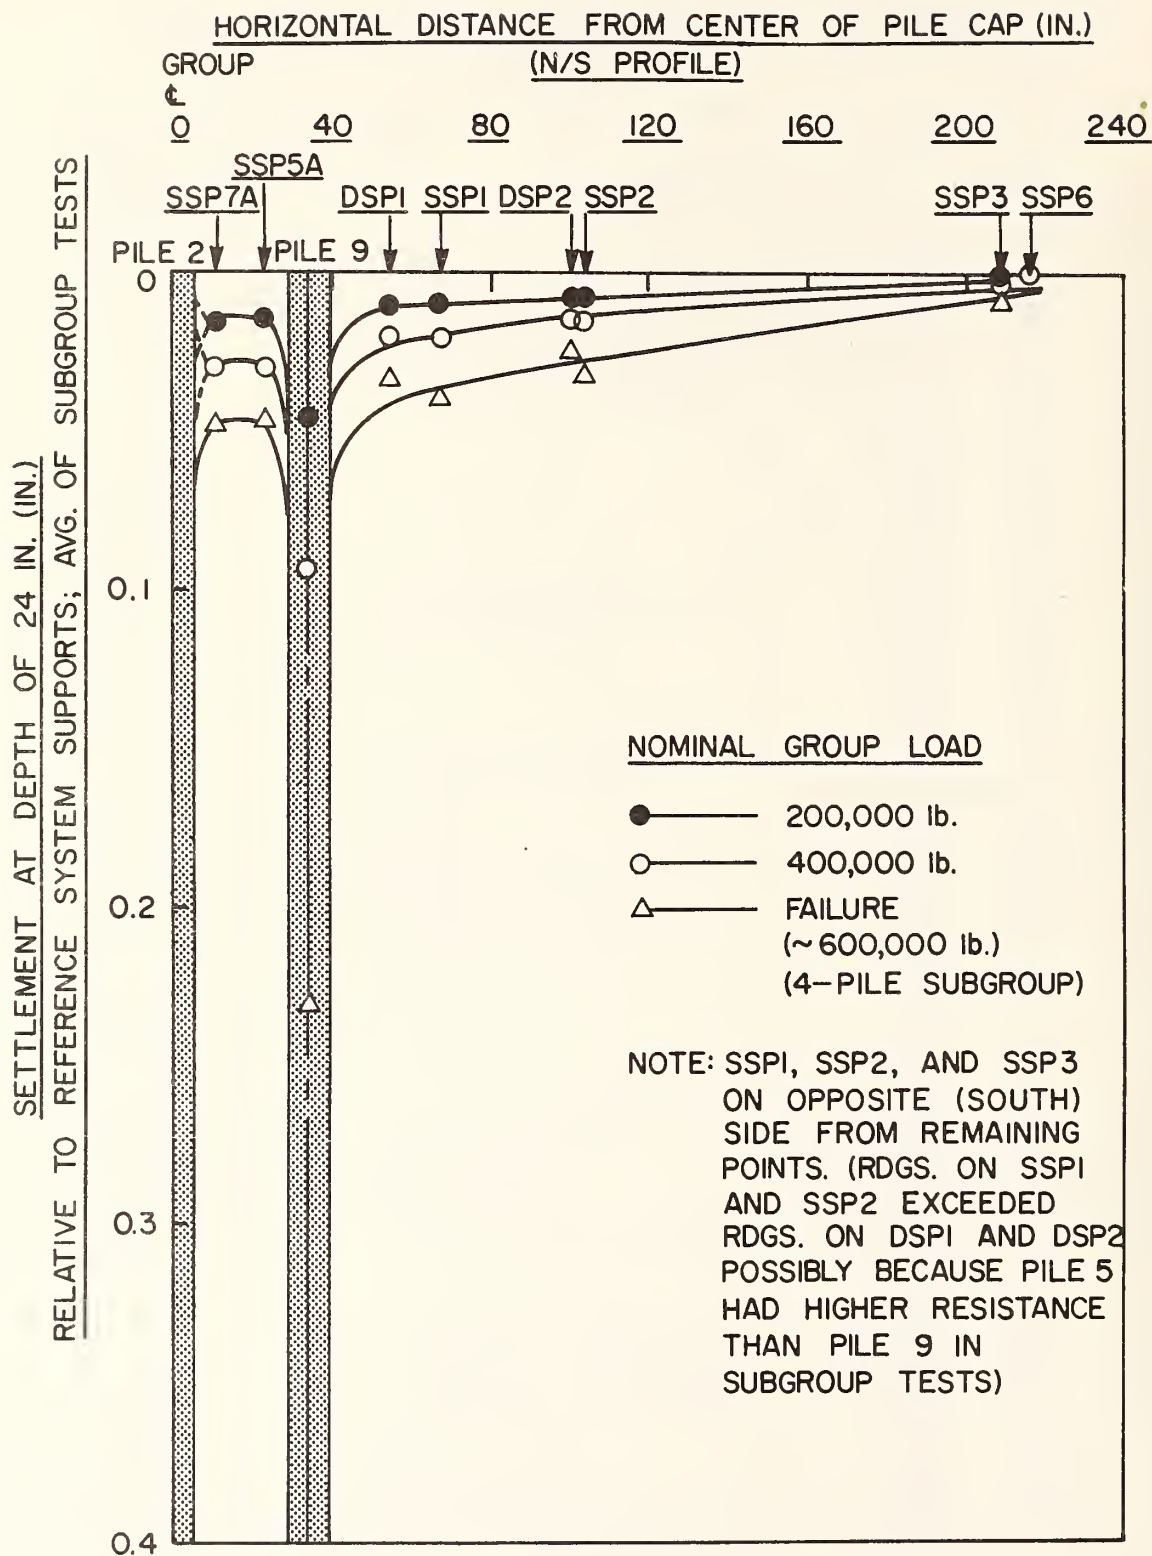 HORIZONTAL DISTANCE FROM CENTER OF PILE CAP (IN.)
(N/S PROFILE)
GROUP
℄
0 40 80 120 160 200 240
SSP5A
SSP7A DSP1 SSP1 DSP2 SSP2 SSP3 SSP6
PILE 2 PILE 9
0
0.1
0.2
0.3
0.4
SETTLEMENT AT DEPTH OF 24 IN. (IN.)
RELATIVE TO REFERENCE SYSTEM SUPPORTS; AVG. OF SUBGROUP TESTS
NOMINAL GROUP LOAD
200,000 lb.
400,000 lb.
FAILURE
(~600,000 lb.)
(4-PILE SUBGROUP)
NOTE: SSP1, SSP2, AND SSP3
ON OPPOSITE (SOUTH)
SIDE FROM REMAINING
POINTS. (RDGS. ON SSP1
AND SSP2 EXCEEDED
RDGS. ON DSP1 AND DSP2
POSSIBLY BECAUSE PILE 5
HAD HIGHER RESISTANCE
THAN PILE 9 IN
SUBGROUP TESTS)